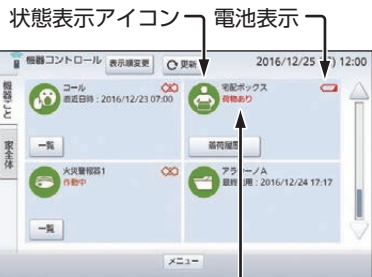 状態表示アイコン 電池表示
機器コントロール 表示順変更 更新 2016/12/25 12:00
機器ごと
家全体
コール
直近日時:2016/12/23 07:00
一覧
宅配ボックス
荷物あり
着荷履歴
火災警報器1
作動中
一覧
アラ ノA
最終 用:2016/12/24 17:17
メニュー